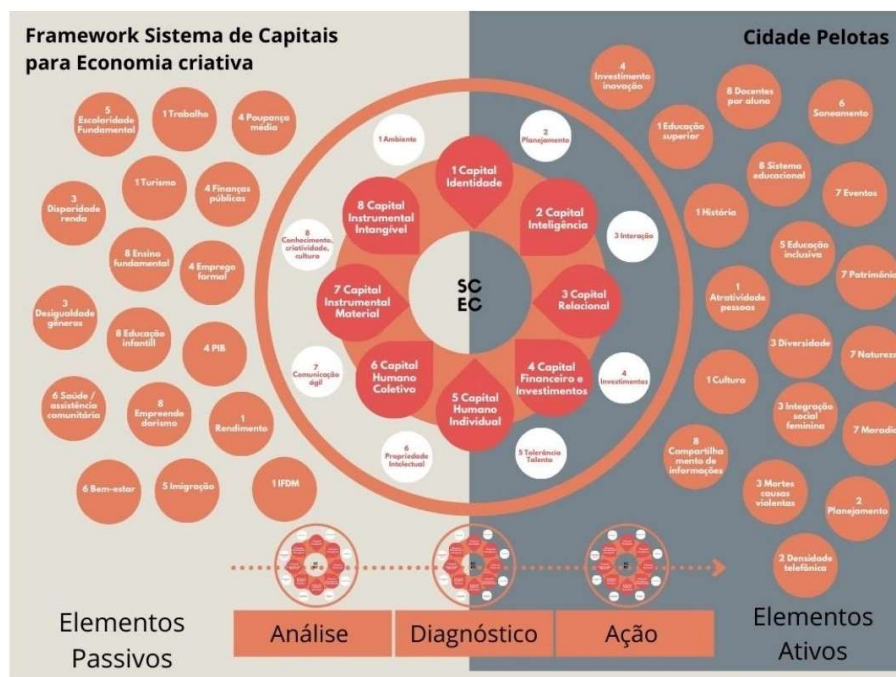 Framework Sistema de Capitais
para Economia criativa
Cidade Pelotas
5
Escolaridade
Fundamental
1 Trabalho
4 Poupança
média
3
Disparidade
renda
1 Turismo
4 Finanças
públicas
8 Ensino
fundamental
4 Emprego
formal
3
Desigualdade
gêneros
8 Educação
infantill
4 PIB
6 Saúde /
assistência
comunitária
8
Empreende
dorismo
1
Rendimento
6 Bem-estar
5 Imigração
1 IFDM
1 Ambiente
2
Planejamento
3 Interação
4
Investimentos
5 Tolerância
Talento
6
Propriedade
Intelectual
7
Comunicação
ágil
8
Conhecimento,
criatividade,
cultura
1 Capital
Identidade
2 Capital
Inteligência
3 Capital
Relacional
4 Capital
Financeiro e
Investimentos
5 Capital
Humano
Individual
6 Capital
Humano
Coletivo
7 Capital
Instrumental
Material
8 Capital
Instrumental
Intangível
SC
EC
4
Investimento
inovação
8
Docentes
por aluno
6
Saneamento
1 Educação
superior
8 Sistema
educacional
7 Eventos
1 História
5
Educação
inclusiva
7
Patrimônio
1
Atratividade
pessoas
3 Diversidade
7
Natureza
1 Cultura
3
Integração
social
feminina
7 Moradia
8
Compartilha
mento de
informações
3 Mortes
causas
violentas
2
Planejamento
2 Densidade
telefônica
Elementos
Passivos
Análise
Diagnóstico
Ação
Elementos
Ativos